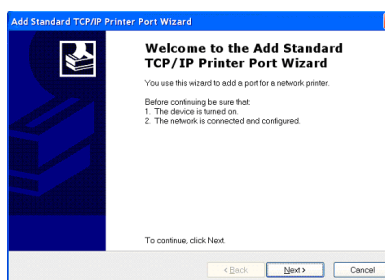 Add Standard TCP/IP Printer Port Wizard
Welcome to the Add Standard
TCP/IP Printer Port Wizard
You use this wizard to add a port for a network printer.
Before continuing be sure that:
1. The device is turned on.
2. The network is connected and configured.
To continue, click Next.
< Back
Next >
Cancel